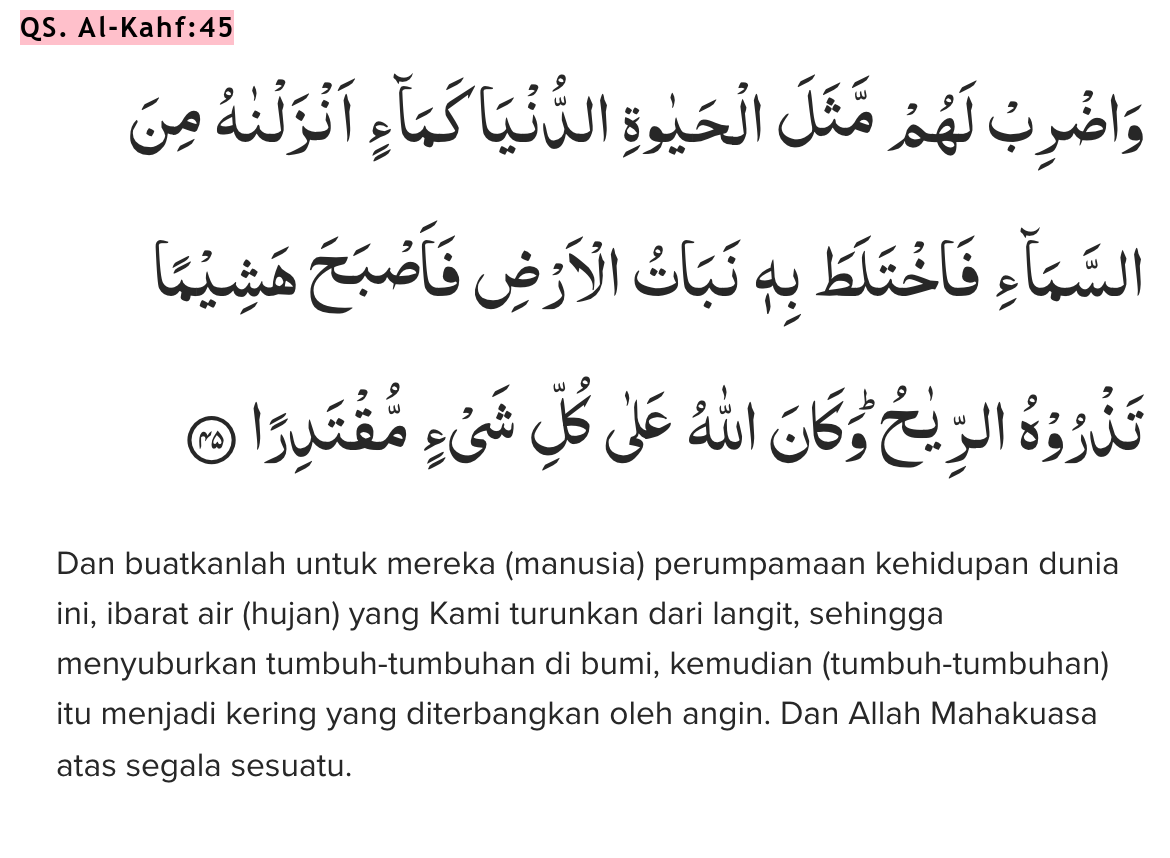 QS. Al-Kahf:45
وَاضْرِبْ لَهُمْ مَّثَلَ الْحَيٰوةِ الدُّنْيَا كَمَاۤءٍ اَنْزَلْنٰهُ مِنَ
السَّمَاۤءِ فَاخْتَلَطَ بِهٖ نَبَاتُ الْاَرْضِ فَاَصْبَحَ هَشِيْمًا
تَذْرُوْهُ الرِّيٰحُ ۗوَكَانَ اللّٰهُ عَلٰى كُلِّ شَيْءٍ مُّقْتَدِرًا ۝٤٥
Dan buatkanlah untuk mereka (manusia) perumpamaan kehidupan dunia
ini, ibarat air (hujan) yang Kami turunkan dari langit, sehingga
menyuburkan tumbuh-tumbuhan di bumi, kemudian (tumbuh-tumbuhan)
itu menjadi kering yang diterbangkan oleh angin. Dan Allah Mahakuasa
atas segala sesuatu.